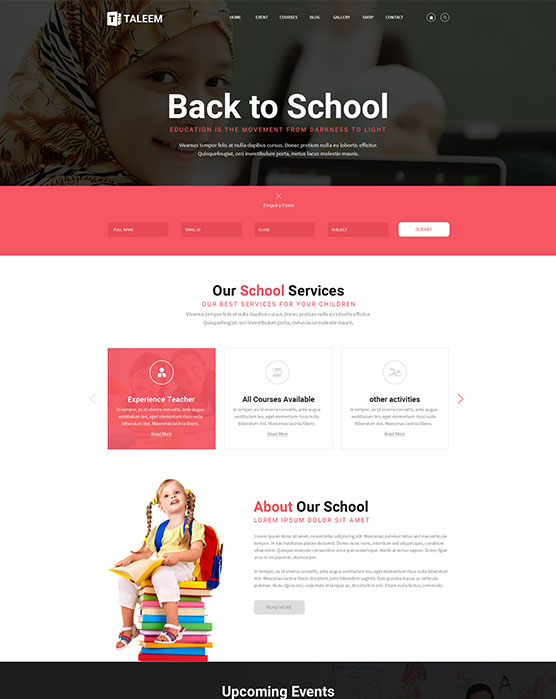 T TALEEM
HOME EVENT COURSES BLOG GALLERY SHOP CONTACT
Back to School
EDUCATION IS THE MOVEMENT FROM DARKNESS TO LIGHT
Vivamus tempor felis at nulla dapibus cursus. Donec pretium nulla eu lobortis efficitur.
Quisquefeugiat, orci investibulum porta, metus lacus molestie mauris.
Enquiry Form
FULL NAME
EMAIL ID
CLASS
SUBJECT
SUBMIT
Our School Services
OUR BEST SERVICES FOR YOUR CHILDREN
Vivamus tempor felis at nulla dapibus cursus. Donec pretium nulla eu lobortis efficitur.
Quisquefeugiat, orci investibulum porta, metus lacus molestie mauris.
Experience Teacher
In tempor, ex id viverra convallis, ante augue
vestibulum leo, eget elementum risus nulla
bibendum nisl. Maecenas lacinia libero.
Read More
All Courses Available
In tempor, ex id viverra convallis, ante augue
vestibulum leo, eget elementum risus nulla
bibendum nisl. Maecenas lacinia libero.
Read More
other activities
In tempor, ex id viverra convallis, ante augue
vestibulum leo, eget elementum risus nulla
bibendum nisl. Maecenas lacinia libero.
Read More
About Our School
LOREM IPSUM DOLOR SIT AMET
READ MORE
Upcoming Events